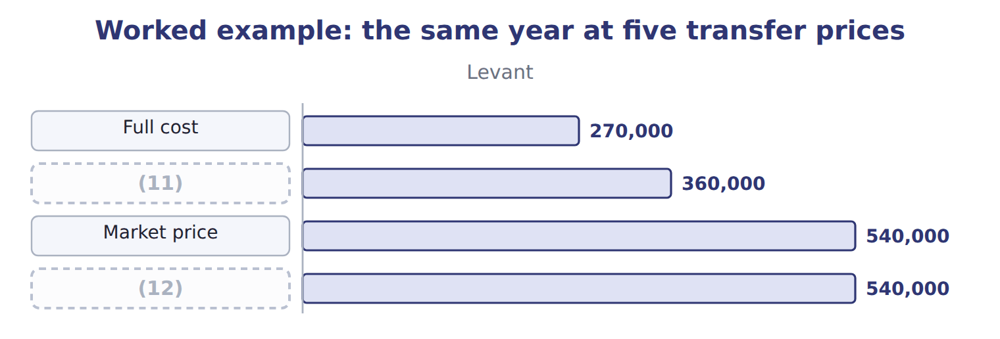 Worked example: the same year at five transfer prices
Levant
Full cost
270,000
(11)
360,000
Market price
540,000
(12)
540,000